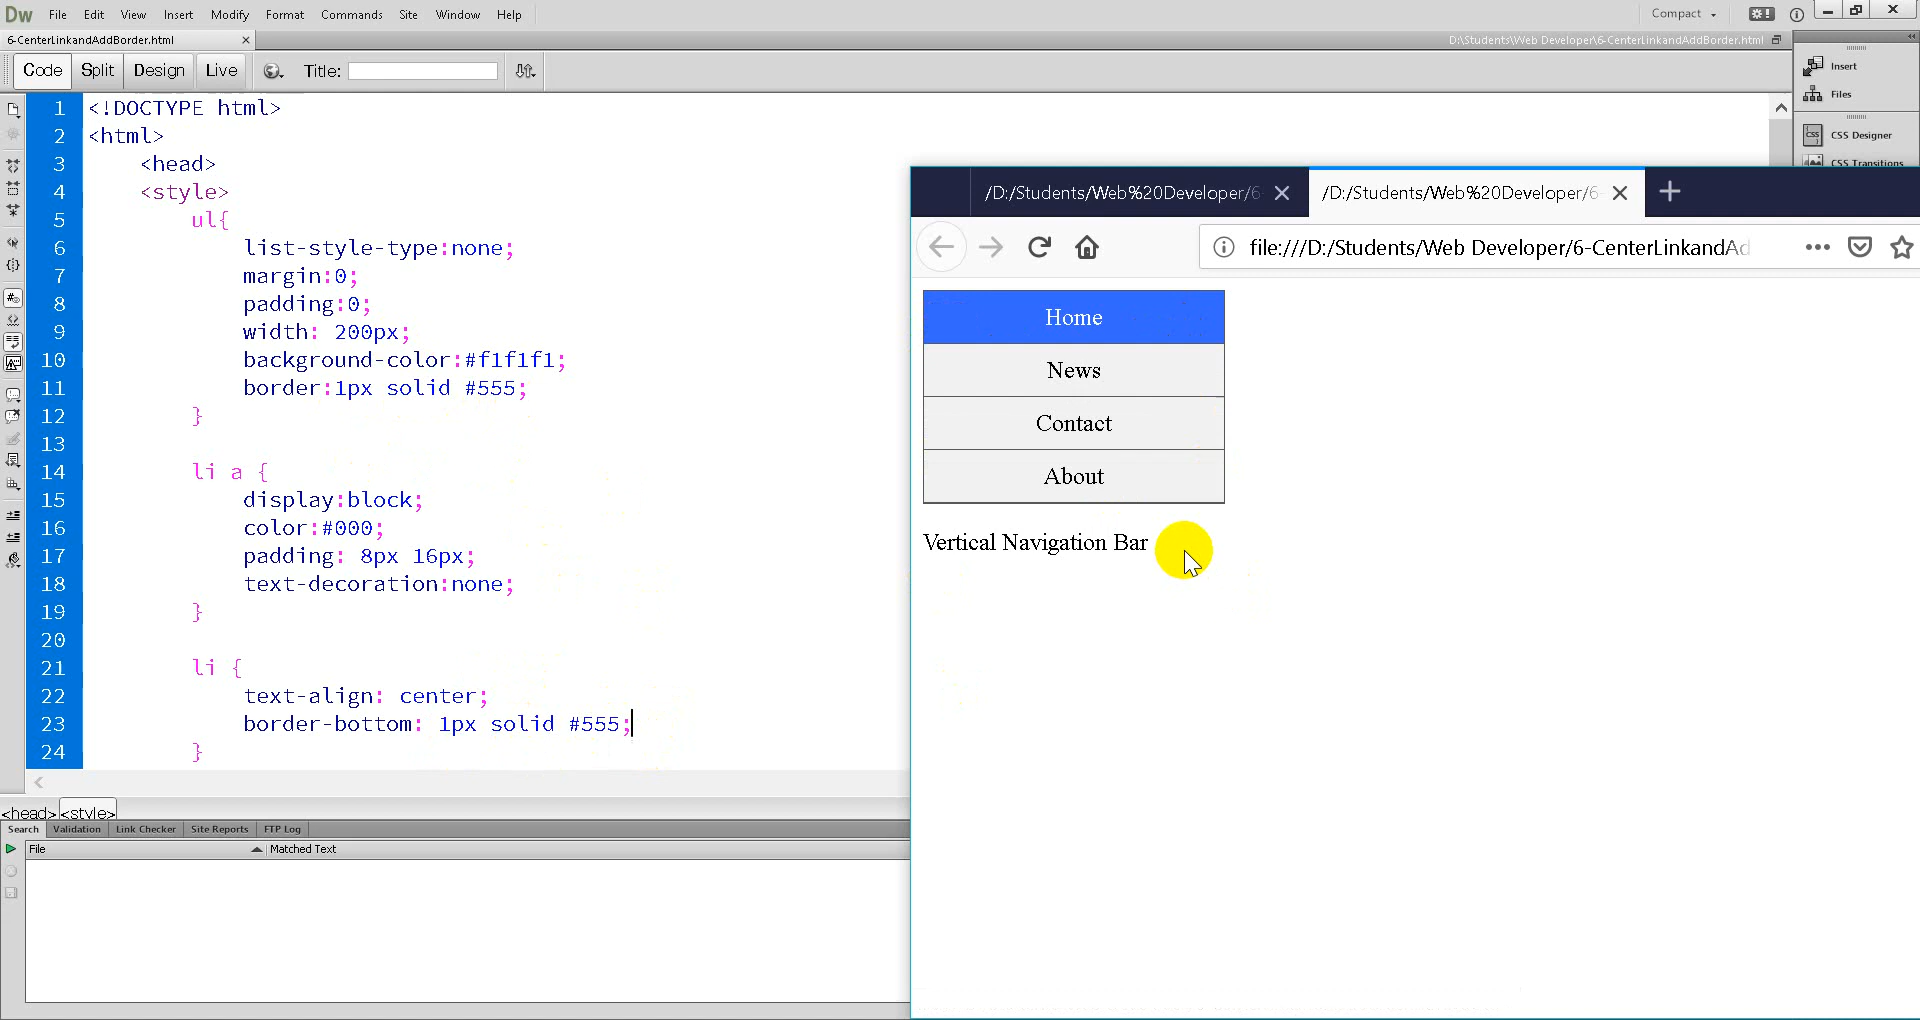 Dw File Edit View Insert Modify Format Commands Site Window Help Compact
6-CenterLinkandAddBorder.html
D:\Students\Web Developer\6-CenterLinkandAddBorder.html
Code Split Design Live Title:
Insert
Files
CSS Designer
CSS Transitions
1 <!DOCTYPE html>
2 <html>
3 <head>
4 <style>
5 ul{
6 list-style-type:none;
7 margin:0;
8 padding:0;
9 width: 200px;
10 background-color:#f1f1f1;
11 border:1px solid #555;
12 }
13
14 li a {
15 display:block;
16 color:#000;
17 padding: 8px 16px;
18 text-decoration:none;
19 }
20
21 li {
22 text-align: center;
23 border-bottom: 1px solid #555;
24 }
<head> <style>
Search Validation Link Checker Site Reports FTP Log
File Matched Text
/D:/Students/Web%20Developer/6- /D:/Students/Web%20Developer/6-
file:///D:/Students/Web Developer/6-CenterLinkandAd
Home
News
Contact
About
Vertical Navigation Bar